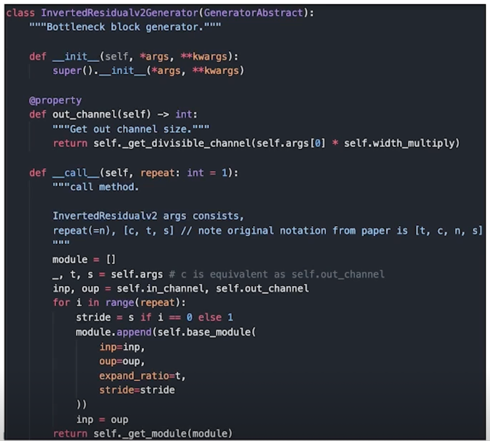 class InvertedResidualv2Generator(GeneratorAbstract):
    """Bottleneck block generator."""

    def __init__(self, *args, **kwargs):
        super().__init__(*args, **kwargs)

    @property
    def out_channel(self) -> int:
        """Get out channel size."""
        return self._get_divisible_channel(self.args[0] * self.width_multiply)

    def __call__(self, repeat: int = 1):
        """call method.

        InvertedResidualv2 args consists,
        repeat(=n), [c, t, s] // note original notation from paper is [t, c, n, s]
        """
        module = []
        _, t, s = self.args # c is equivalent as self.out_channel
        inp, oup = self.in_channel, self.out_channel
        for i in range(repeat):
            stride = s if i == 0 else 1
            module.append(self.base_module(
                inp=inp,
                oup=oup,
                expand_ratio=t,
                stride=stride
            ))
            inp = oup
        return self._get_module(module)